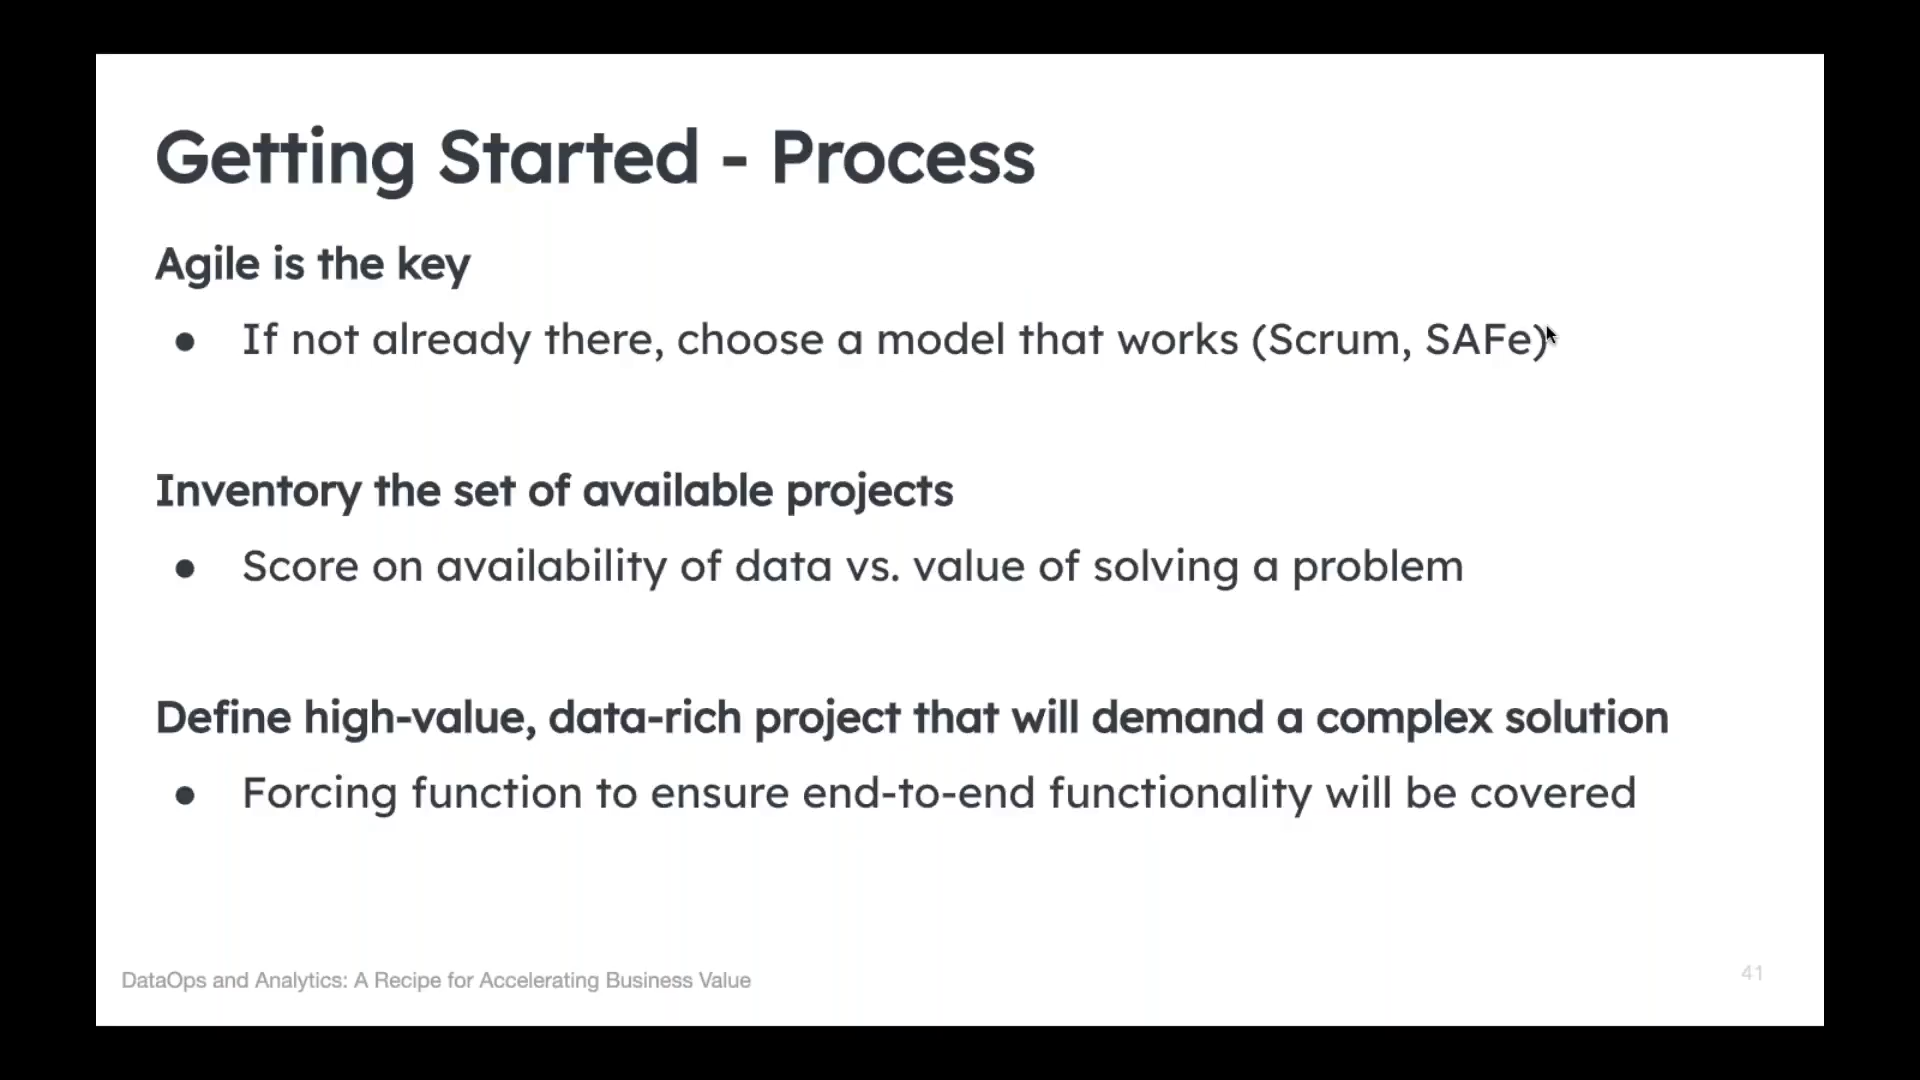 Getting Started - Process
Agile is the key
● If not already there, choose a model that works (Scrum, SAFe)
Inventory the set of available projects
● Score on availability of data vs. value of solving a problem
Define high-value, data-rich project that will demand a complex solution
● Forcing function to ensure end-to-end functionality will be covered
DataOps and Analytics: A Recipe for Accelerating Business Value
41